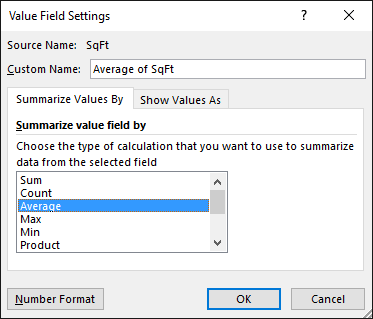 Value Field Settings ? ×
Source Name: SqFt
Custom Name: Average of SqFt
Summarize Values By Show Values As
Summarize value field by
Choose the type of calculation that you want to use to summarize
data from the selected field
Sum
Count
Average
Max
Min
Product
Number Format OK Cancel